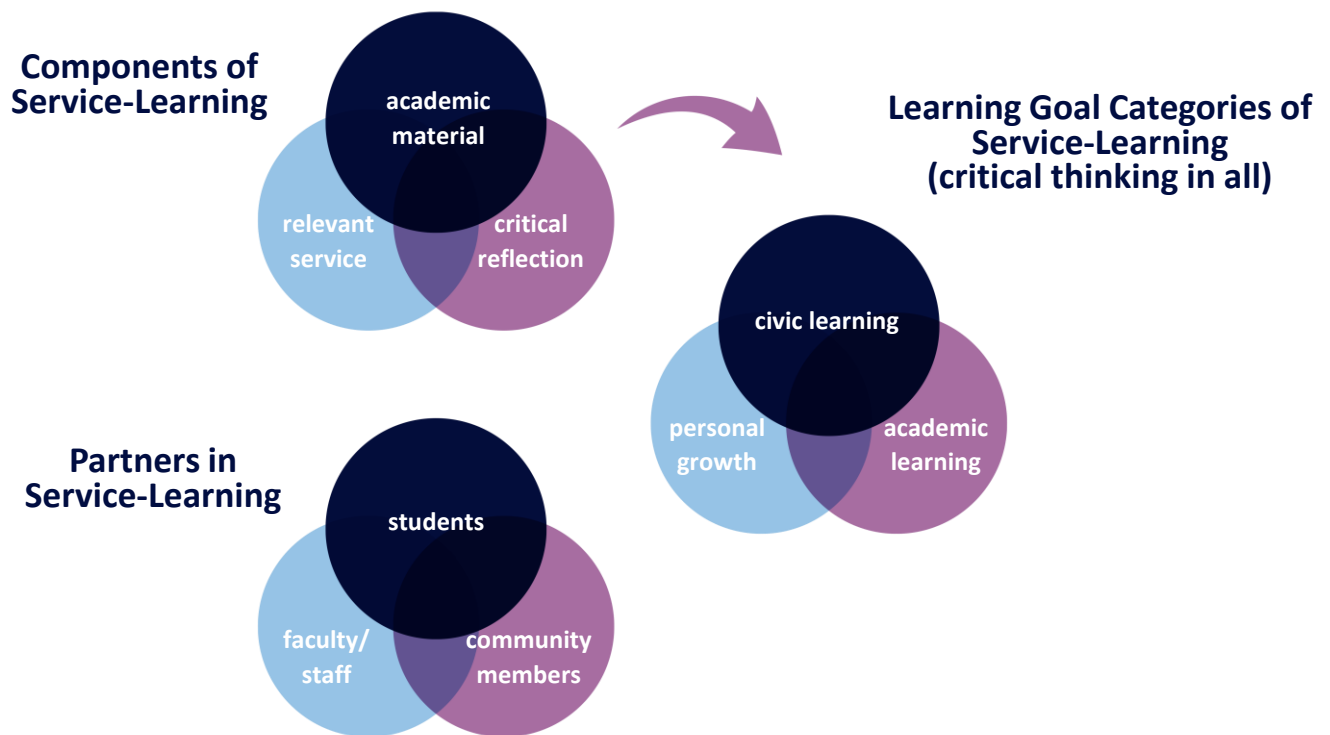 Components of
Service-Learning
academic
material
relevant
service
critical
reflection
Learning Goal Categories of
Service-Learning
(critical thinking in all)
civic learning
personal
growth
academic
learning
Partners in
Service-Learning
students
faculty/
staff
community
members